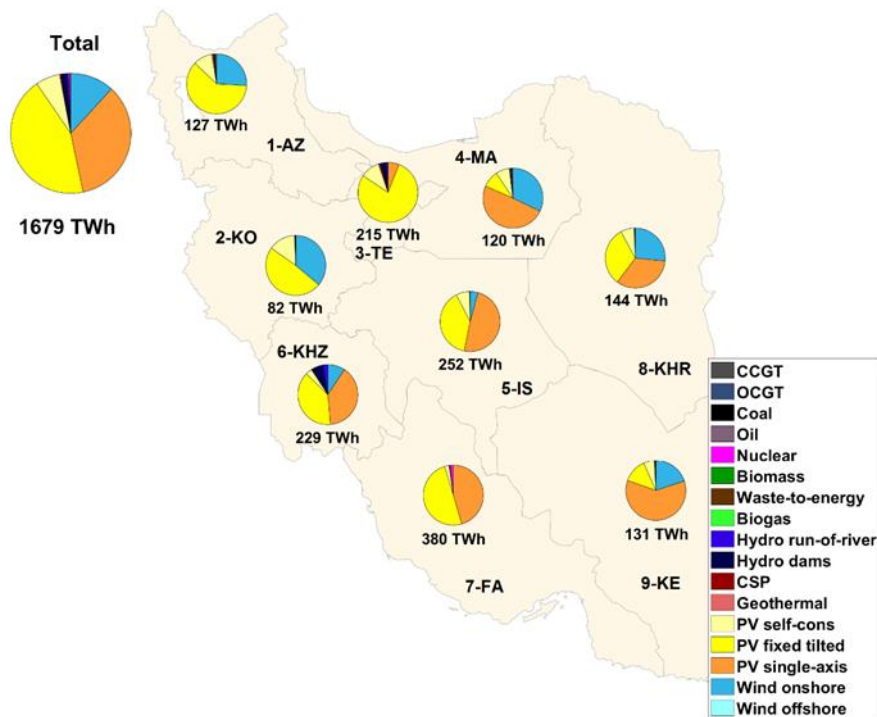 Total
1679 TWh
127 TWh
1-AZ
4-MA
215 TWh
3-TE
120 TWh
2-KO
82 TWh
144 TWh
252 TWh
6-KHZ
229 TWh
5-IS
8-KHR
380 TWh
7-FA
131 TWh
9-KE
CCGT
OCGT
Coal
Oil
Nuclear
Biomass
Waste-to-energy
Biogas
Hydro run-of-river
Hydro dams
CSP
Geothermal
PV self-cons
PV fixed tilted
PV single-axis
Wind onshore
Wind offshore